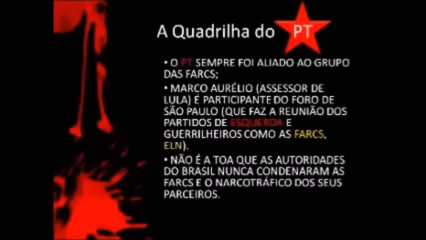 A Quadrilha do PT
• O PT SEMPRE FOI ALIADO AO GRUPO
DAS FARCS;
• MARCO AURÉLIO (ASSESSOR DE
LULA) É PARTICIPANTE DO FORO DE
SÃO PAULO (QUE FAZ A REUNIÃO DOS
PARTIDOS DE ESQUERDA E
GUERRILHEIROS COMO AS FARCS,
ELN).
• NÃO É A TOA QUE AS AUTORIDADES
DO BRASIL NUNCA CONDENARAM AS
FARCS E O NARCOTRÁFICO DOS SEUS
PARCEIROS.